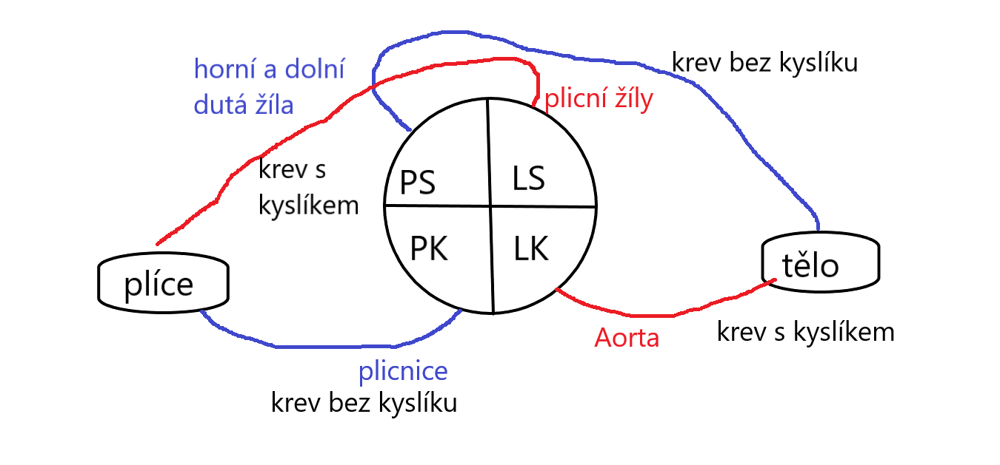 horní a dolní
dutá žíla
krev bez kyslíku
plicní žíly
krev s
kyslíkem
PS
LS
PK
LK
plíce
tělo
Aorta
krev s kyslíkem
plicnice
krev bez kyslíku